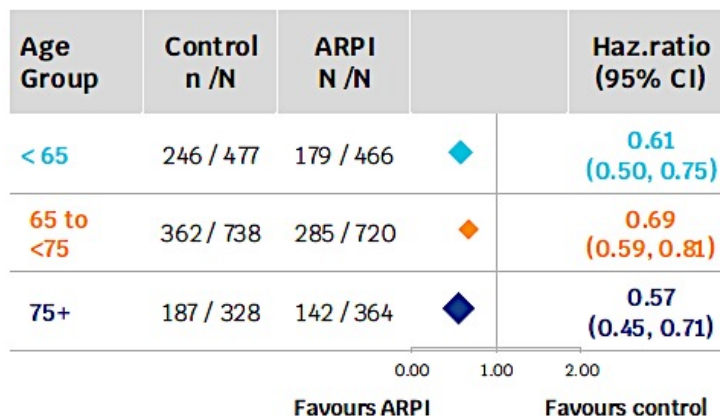 Age Group Control n /N ARPI N /N Haz.ratio (95% CI)
< 65 246 / 477 179 / 466 0.61 (0.50, 0.75)
65 to <75 362 / 738 285 / 720 0.69 (0.59, 0.81)
75+ 187 / 328 142 / 364 0.57 (0.45, 0.71)
0.00 1.00 2.00
Favours ARPI Favours control